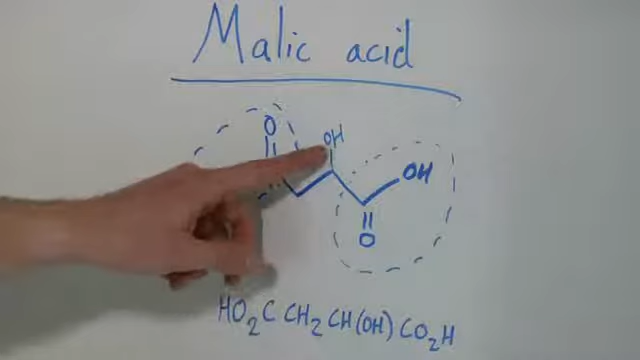 Malic acid
O
OH
OH
O
HO₂C CH₂ CH(OH) CO₂H